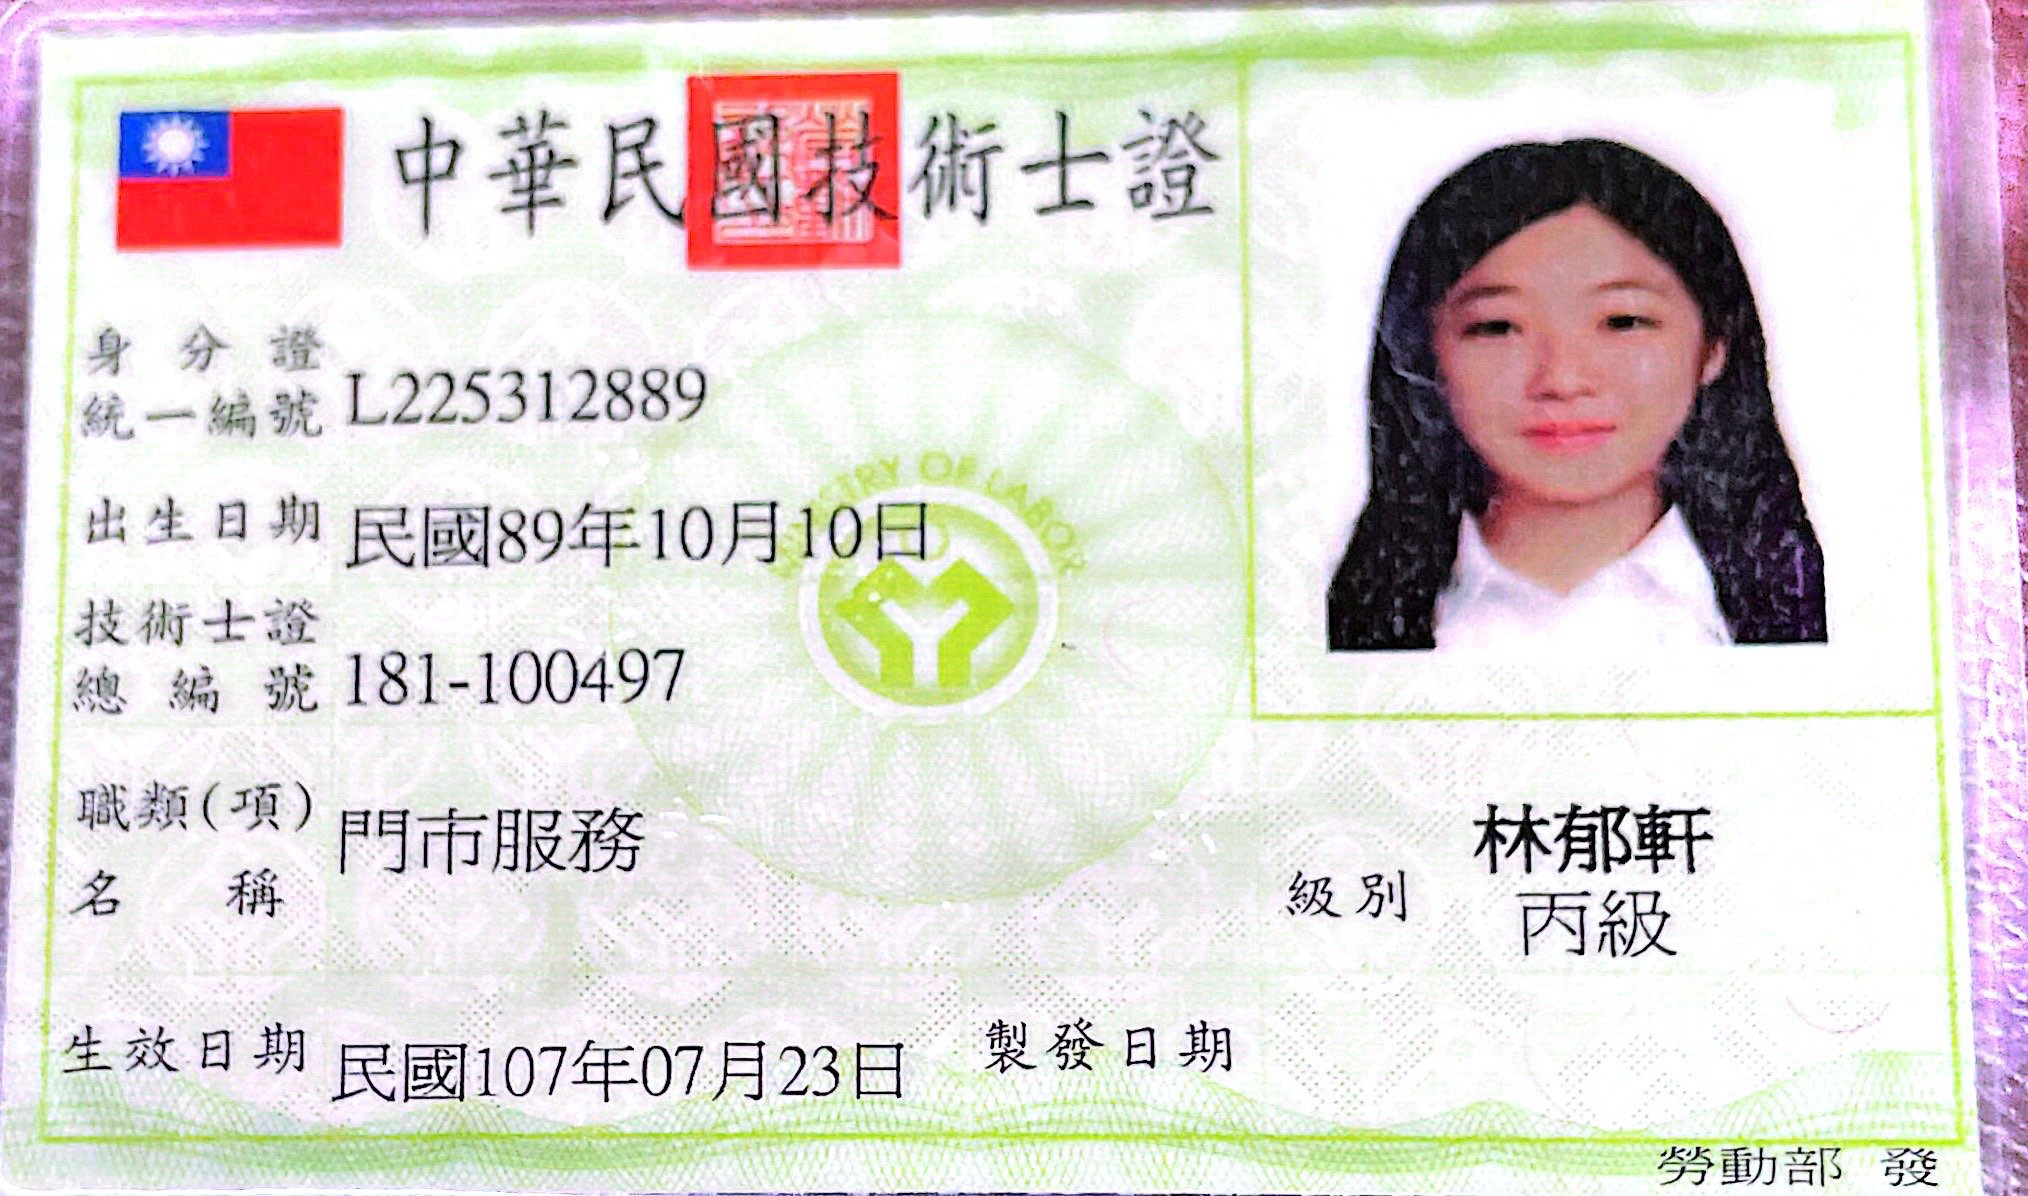 中華民國技術士證
身分證
統一編號 L225312889
MINISTRY OF LABOR
出生日期 民國89年10月10日
技術士證
總編號 181-100497
職類(項)
名稱 門市服務
林郁軒
級別 丙級
生效日期 民國107年07月23日 製發日期
勞動部 發